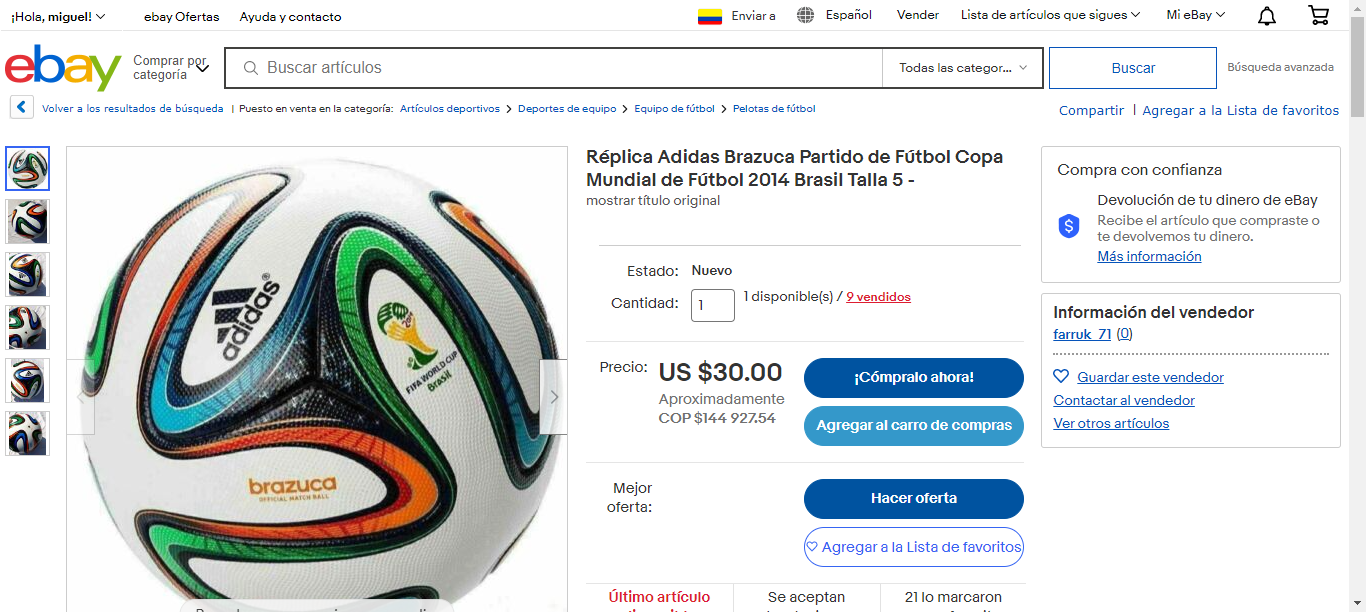 ¡Hola, miguel!
ebay Ofertas
Ayuda y contacto
Enviar a
Español
Vender
Lista de artículos que sigues
Mi eBay
ebay
Comprar por
categoría
Buscar artículos
Todas las categor...
Buscar
Búsqueda avanzada
Volver a los resultados de búsqueda | Puesto en venta en la categoría: Artículos deportivos > Deportes de equipo > Equipo de fútbol > Pelotas de fútbol
Compartir | Agregar a la Lista de favoritos
adidas
FIFA WORLD CUP
Brasil
brazuca
OFFICIAL MATCH BALL
Réplica Adidas Brazuca Partido de Fútbol Copa
Mundial de Fútbol 2014 Brasil Talla 5 -
mostrar título original
Estado: Nuevo
Cantidad: 1 1 disponible(s) / 9 vendidos
Precio: US $30.00
Aproximadamente
COP $144 927.54
¡Cómpralo ahora!
Agregar al carro de compras
Mejor
oferta:
Hacer oferta
Agregar a la Lista de favoritos
Último artículo
Se aceptan
21 lo marcaron
Compra con confianza
Devolución de tu dinero de eBay
Recibe el artículo que compraste o
te devolvemos tu dinero.
Más información
Información del vendedor
farruk_71 (0)
Guardar este vendedor
Contactar al vendedor
Ver otros artículos